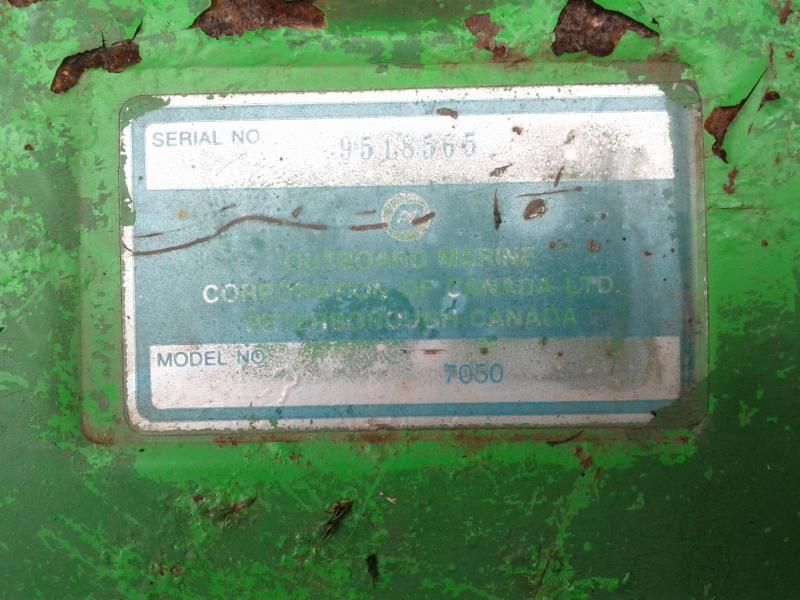 SERIAL NO 9518565
OUTBOARD MARINE
CORPORATION OF CANADA LTD.
PETERBOROUGH CANADA
MODEL NO. 7050